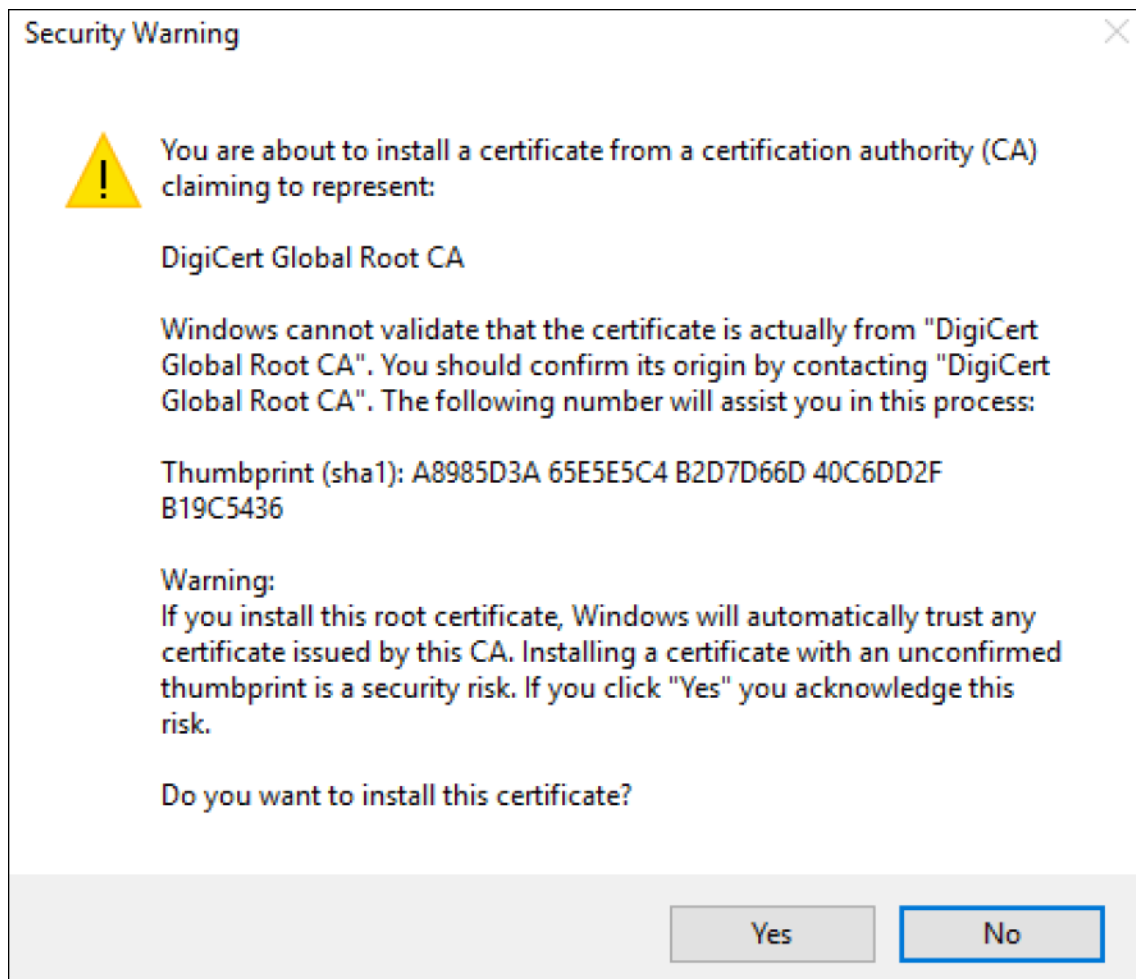 Security Warning
You are about to install a certificate from a certification authority (CA)
claiming to represent:
DigiCert Global Root CA
Windows cannot validate that the certificate is actually from "DigiCert
Global Root CA". You should confirm its origin by contacting "DigiCert
Global Root CA". The following number will assist you in this process:
Thumbprint (sha1): A8985D3A 65E5E5C4 B2D7D66D 40C6DD2F
B19C5436
Warning:
If you install this root certificate, Windows will automatically trust any
certificate issued by this CA. Installing a certificate with an unconfirmed
thumbprint is a security risk. If you click "Yes" you acknowledge this
risk.
Do you want to install this certificate?
Yes
No